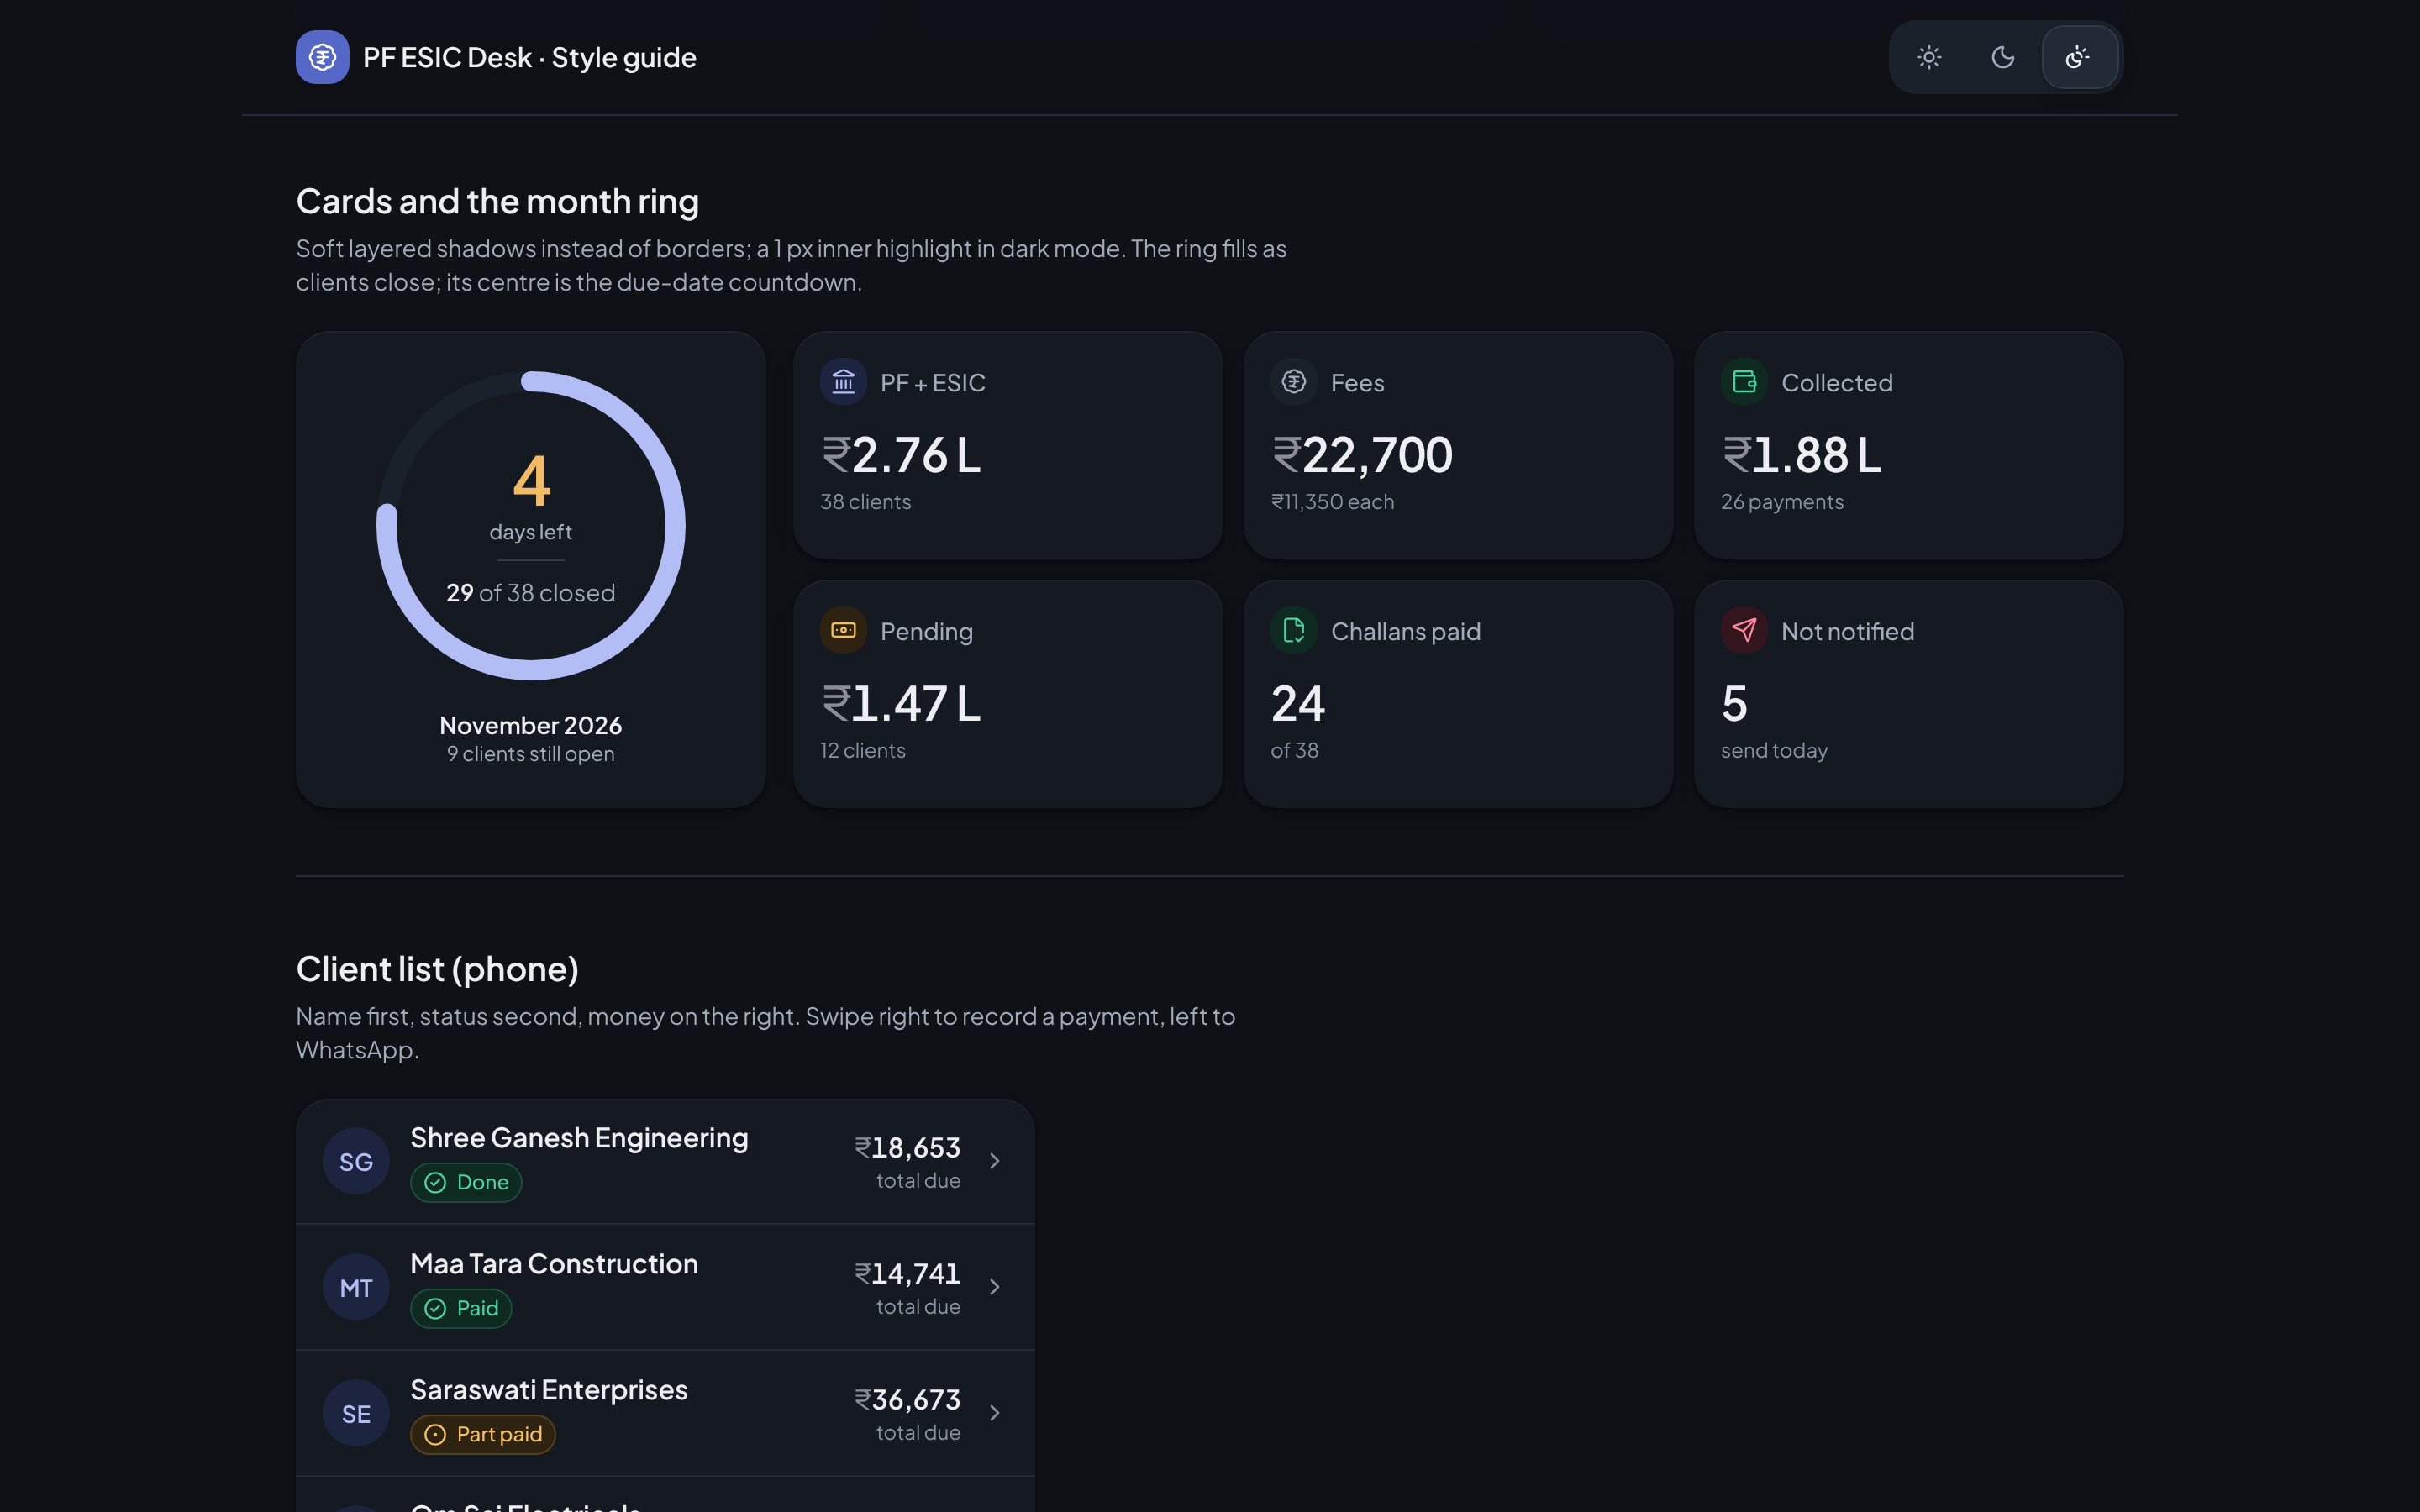 PF ESIC Desk · Style guide
Cards and the month ring
Soft layered shadows instead of borders; a 1 px inner highlight in dark mode. The ring fills as
clients close; its centre is the due-date countdown.
4
days left
29 of 38 closed
November 2026
9 clients still open
PF + ESIC
₹2.76 L
38 clients
Fees
₹22,700
₹11,350 each
Collected
₹1.88 L
26 payments
Pending
₹1.47 L
12 clients
Challans paid
24
of 38
Not notified
5
send today
Client list (phone)
Name first, status second, money on the right. Swipe right to record a payment, left to
WhatsApp.
SG
Shree Ganesh Engineering
Done
₹18,653
total due
MT
Maa Tara Construction
Paid
₹14,741
total due
SE
Saraswati Enterprises
Part paid
₹36,673
total due